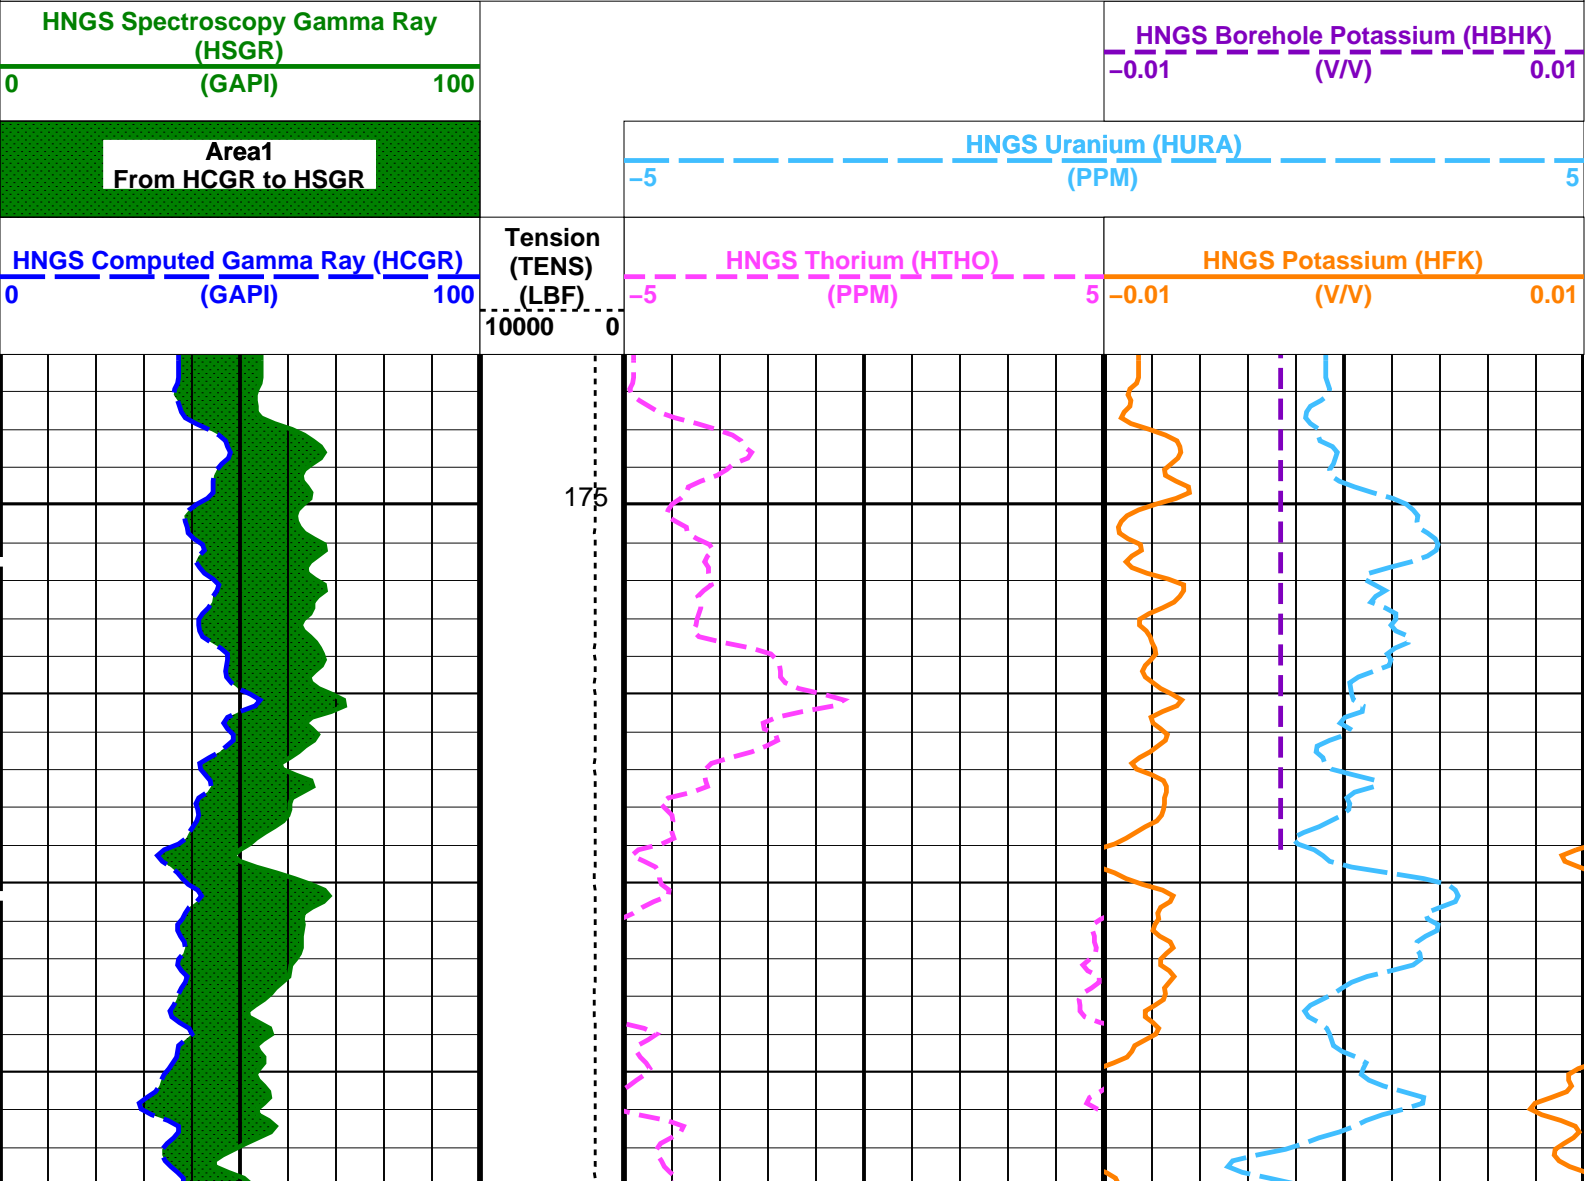 HNGS Spectroscopy Gamma Ray
(HSGR)
0 (GAPI) 100
HNGS Borehole Potassium (HBHK)
−0.01 (V/V) 0.01
Area1
From HCGR to HSGR
HNGS Uranium (HURA)
−5 (PPM) 5
HNGS Computed Gamma Ray (HCGR)
0 (GAPI) 100
Tension
(TENS)
(LBF)
10000 0
HNGS Thorium (HTHO)
−5 (PPM) 5
HNGS Potassium (HFK)
−0.01 (V/V) 0.01
175